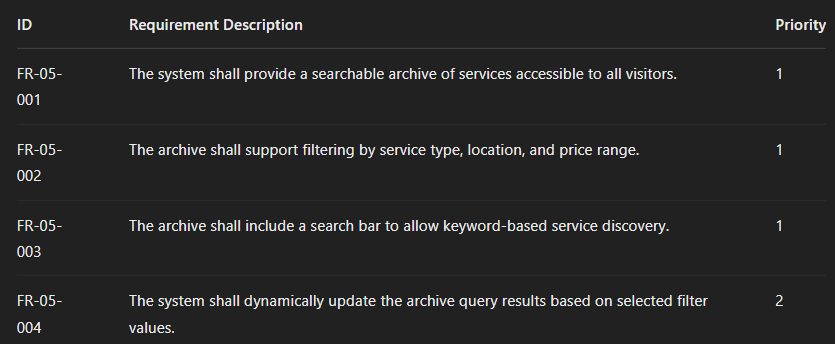 ID Requirement Description Priority
FR-05-
001 The system shall provide a searchable archive of services accessible to all visitors. 1
FR-05-
002 The archive shall support filtering by service type, location, and price range. 1
FR-05-
003 The archive shall include a search bar to allow keyword-based service discovery. 1
FR-05-
004 The system shall dynamically update the archive query results based on selected filter
values. 2